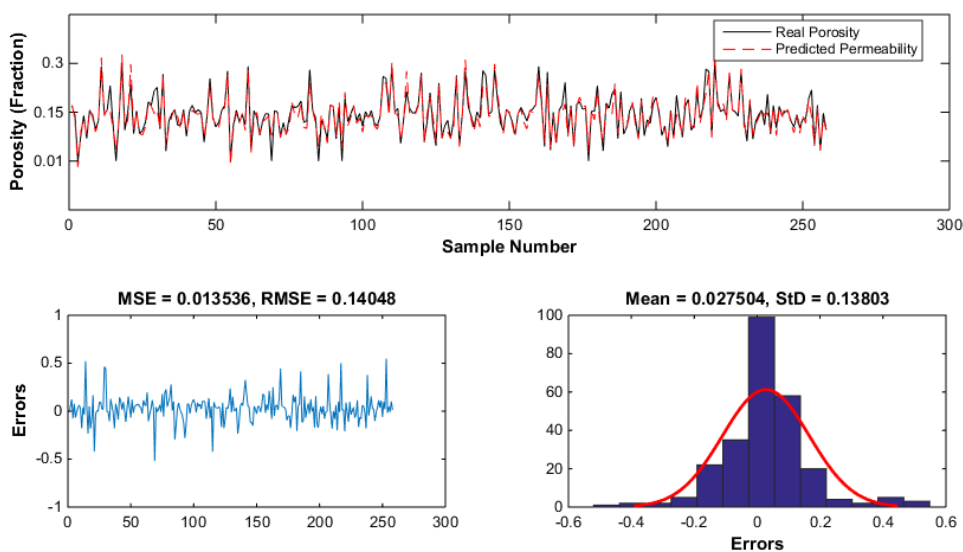 Real Porosity
Predicted Permeability
Porosity (Fraction)
0.3
0.15
0.01
0 50 100 150 200 250 300
Sample Number
MSE = 0.013536, RMSE = 0.14048
Errors
1
0.5
0
-0.5
-1
0 50 100 150 200 250 300
Mean = 0.027504, StD = 0.13803
100
80
60
40
20
0
-0.6 -0.4 -0.2 0 0.2 0.4 0.6
Errors